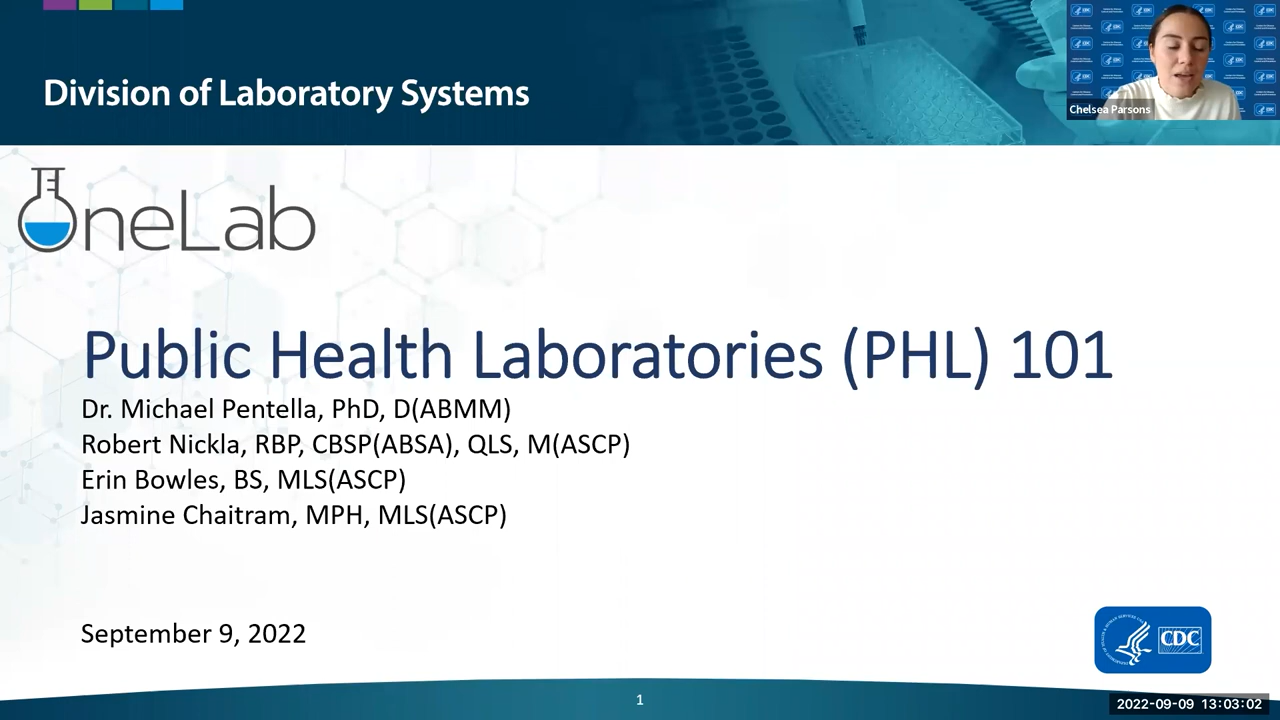 Division of Laboratory Systems
Chelsea Parsons
OneLab
Public Health Laboratories (PHL) 101
Dr. Michael Pentella, PhD, D(ABMM)
Robert Nickla, RBP, CBSP(ABSA), QLS, M(ASCP)
Erin Bowles, BS, MLS(ASCP)
Jasmine Chaitram, MPH, MLS(ASCP)
September 9, 2022
CDC
1
2022-09-09 13:03:02